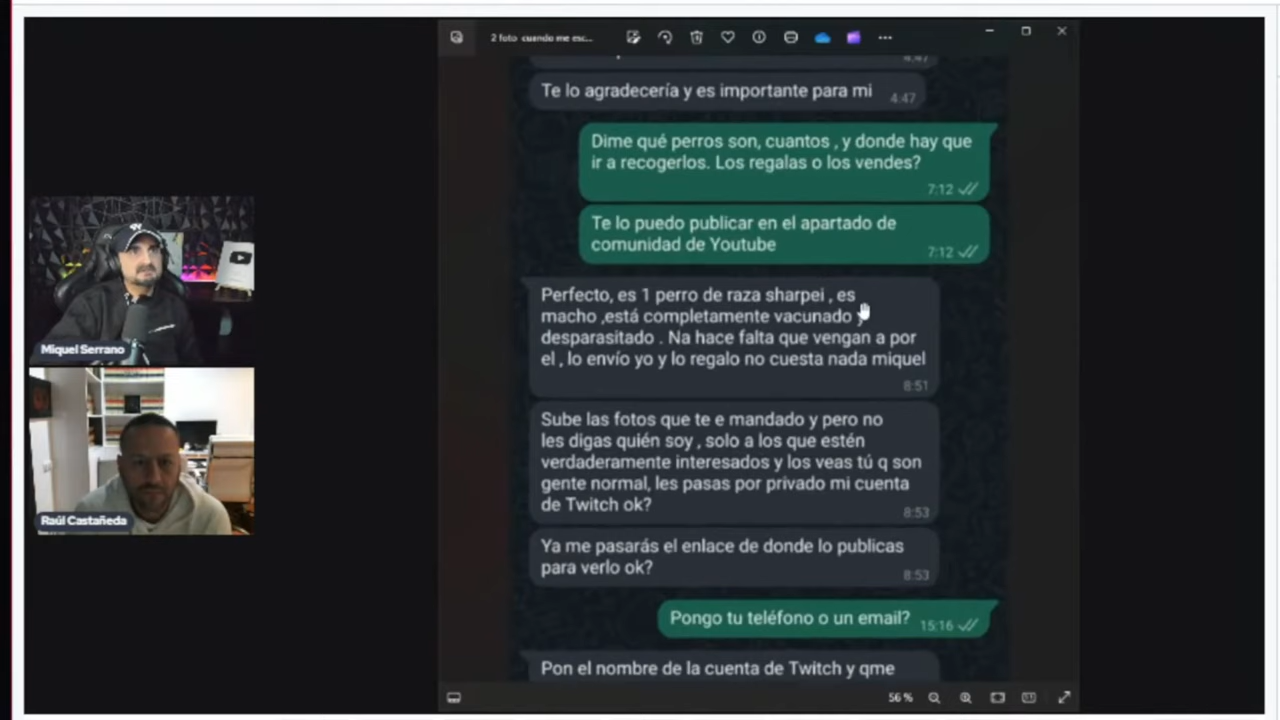 2 foto cuando me esc...
4:47
Te lo agradecería y es importante para mi
4:47
Dime qué perros son, cuantos , y donde hay que
ir a recogerlos. Los regalas o los vendes?
7:12
Te lo puedo publicar en el apartado de
comunidad de Youtube
7:12
Perfecto, es 1 perro de raza sharpei , es
macho ,está completamente vacunado y
desparasitado . Na hace falta que vengan a por
el , lo envío yo y lo regalo no cuesta nada miquel
8:51
Sube las fotos que te e mandado y pero no
les digas quién soy , solo a los que estén
verdaderamente interesados y los veas tú q son
gente normal, les pasas por privado mi cuenta
de Twitch ok?
8:53
Ya me pasarás el enlace de donde lo publicas
para verlo ok?
8:53
Pongo tu teléfono o un email?
15:16
Pon el nombre de la cuenta de Twitch y qme
56 %
Miquel Serrano
Raúl Castañeda